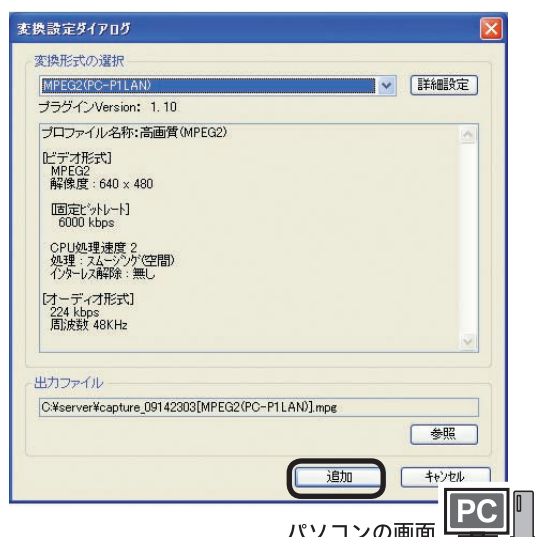 変換設定ダイアログ
変換形式の選択
MPEG2(PC-P1LAN)
詳細設定
プラグインVersion: 1.10
プロファイル名称:高画質(MPEG2)
[ビデオ形式]
MPEG2
解像度:640 x 480
[固定ビットレート]
6000 kbps
CPU処理速度 2
処理:スムージング(空間)
インターレス解除:無し
[オーディオ形式]
224 kbps
周波数 48KHz
出力ファイル
C:¥server¥capture_09142303[MPEG2(PC-P1LAN)].mpg
参照
追加
キャンセル
パソコンの画面
PC